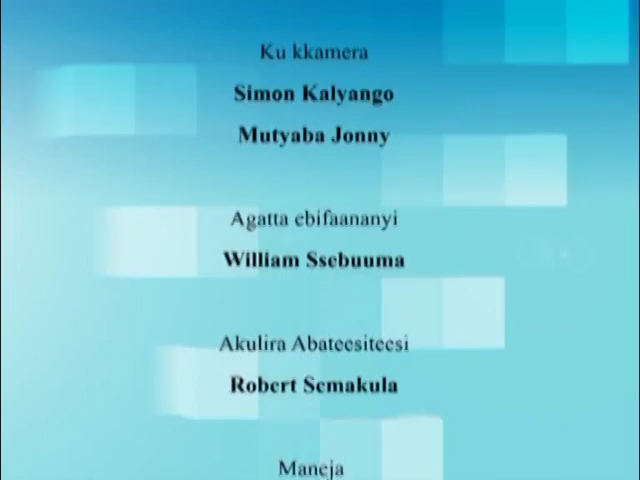 Ku kkamera
Simon Kalyango
Mutyaba Jonny
Agatta ebifaananyi
William Ssebuuma
Akulira Abateesiteesi
Robert Semakula
Maneja